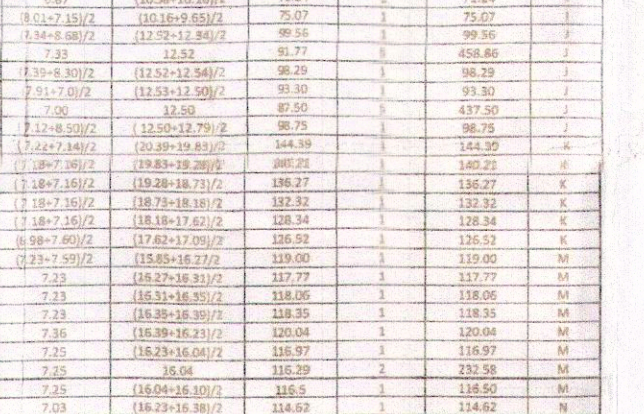 (8.01+7.15)/2 (10.16+9.65)/2 75.07 1 75.07 I
(7.34+8.68)/2 (12.52+12.34)/2 99.56 1 99.56 J
7.33 12.52 91.77 5 458.86 J
(7.39+8.30)/2 (12.52+12.54)/2 98.29 1 98.29 J
(7.91+7.0)/2 (12.53+12.50)/2 93.30 1 93.30 J
7.00 12.50 87.50 5 437.50 J
(7.12+8.50)/2 (12.50+12.79)/2 98.75 1 98.75 J
(7.22+7.14)/2 (20.39+19.83)/2 144.39 1 144.39 K
(7.18+7.16)/2 (19.83+19.28)/2 140.21 K
(7.18+7.16)/2 (19.28+18.73)/2 136.27 1 136.27 K
(7.18+7.16)/2 (18.73+18.18)/2 132.32 1 132.32 K
(7.18+7.16)/2 (18.18+17.62)/2 128.34 1 128.34 K
(6.98+7.60)/2 (17.62+17.09)/2 126.52 1 126.52 K
(7.23+7.59)/2 (15.85+16.27/2 119.00 1 119.00 M
7.23 (16.27+16.31)/2 117.77 1 117.77 M
7.23 (16.31+16.35)/2 118.06 1 118.06 M
7.23 (16.35+16.39)/2 118.35 1 118.35 M
7.36 (16.39+16.23)/2 120.04 1 120.04 M
7.25 (16.23+16.04)/2 116.97 1 116.97 M
7.25 16.04 116.29 2 232.58 M
7.25 (16.04+16.10)/2 116.5 1 116.50 M
7.03 (16.23+16.38)/2 114.62 1 114.62 N